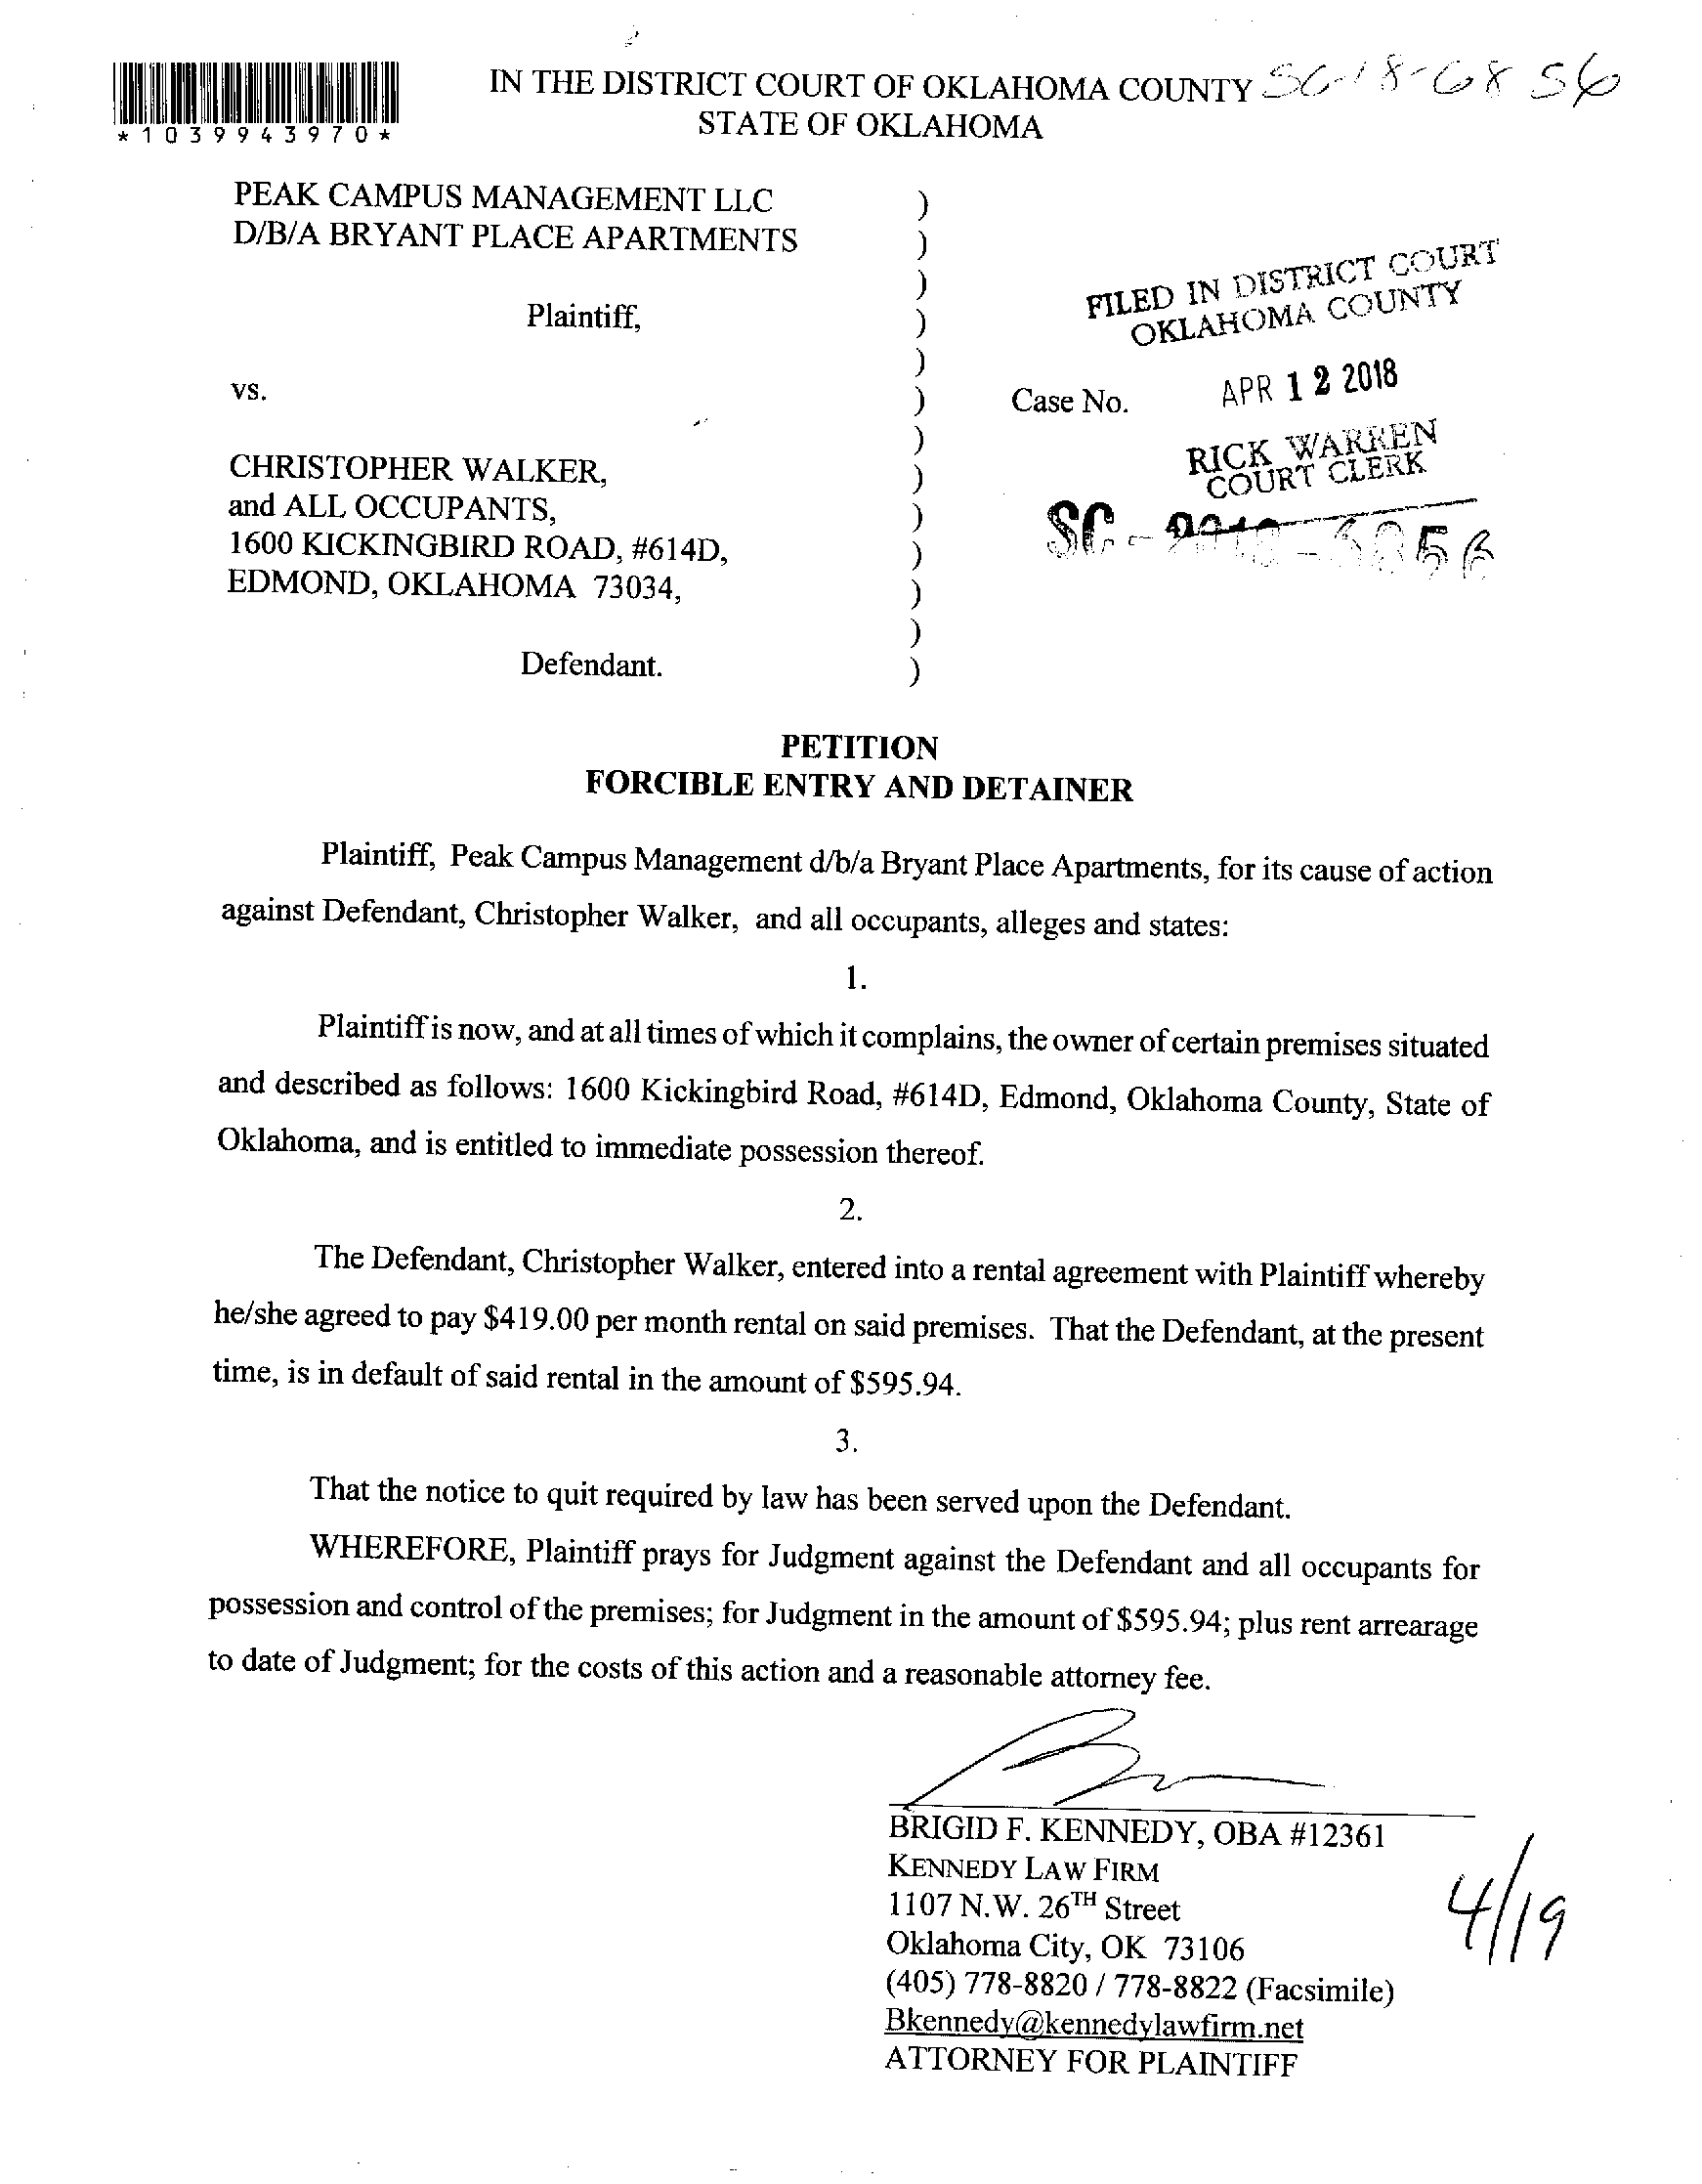 IN THE DISTRICT COURT OF OKLAHOMA COUNTY SC-18-6856
STATE OF OKLAHOMA
*1039943970*
PEAK CAMPUS MANAGEMENT LLC )
D/B/A BRYANT PLACE APARTMENTS )
)
Plaintiff, )
)
vs. )
)
CHRISTOPHER WALKER, )
and ALL OCCUPANTS, )
1600 KICKINGBIRD ROAD, #614D, )
EDMOND, OKLAHOMA 73034, )
)
Defendant. )
FILED IN DISTRICT COURT
OKLAHOMA COUNTY
Case No. APR 12 2018
RICK WARREN
COURT CLERK
SC - 2018 - 6856
PETITION
FORCIBLE ENTRY AND DETAINER
Plaintiff, Peak Campus Management d/b/a Bryant Place Apartments, for its cause of action
against Defendant, Christopher Walker, and all occupants, alleges and states:
1.
Plaintiff is now, and at all times of which it complains, the owner of certain premises situated
and described as follows: 1600 Kickingbird Road, #614D, Edmond, Oklahoma County, State of
Oklahoma, and is entitled to immediate possession thereof.
2.
The Defendant, Christopher Walker, entered into a rental agreement with Plaintiff whereby
he/she agreed to pay $419.00 per month rental on said premises. That the Defendant, at the present
time, is in default of said rental in the amount of $595.94.
3.
That the notice to quit required by law has been served upon the Defendant.
WHEREFORE, Plaintiff prays for Judgment against the Defendant and all occupants for
possession and control of the premises; for Judgment in the amount of $595.94; plus rent arrearage
to date of Judgment; for the costs of this action and a reasonable attorney fee.
BRIGID F. KENNEDY, OBA #12361
KENNEDY LAW FIRM
1107 N.W. 26TH Street
Oklahoma City, OK 73106
(405) 778-8820 / 778-8822 (Facsimile)
Bkennedy@kennedylawfirm.net
ATTORNEY FOR PLAINTIFF
4/19